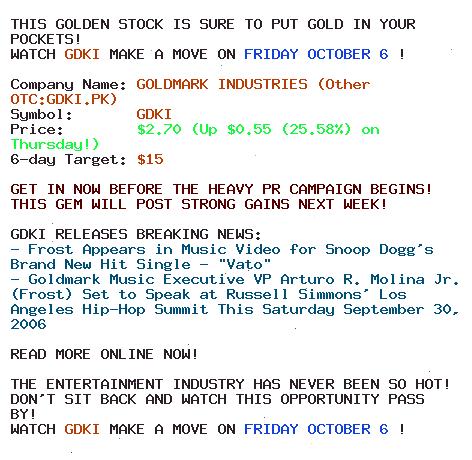 THIS GOLDEN STOCK IS SURE TO PUT GOLD IN YOUR
POCKETS!
WATCH GDKI MAKE A MOVE ON FRIDAY OCTOBER 6 !
Company Name: GOLDMARK INDUSTRIES (Other
OTC:GDKI.PK)
Symbol: GDKI
Price: $2.70 (Up $0.55 (25.58%) on
Thursday!)
6-day Target: $15
GET IN NOW BEFORE THE HEAVY PR CAMPAIGN BEGINS!
THIS GEM WILL POST STRONG GAINS NEXT WEEK!
GDKI RELEASES BREAKING NEWS:
- Frost Appears in Music Video for Snoop Dogg's
Brand New Hit Single - "Vato"
- Goldmark Music Executive VP Arturo R. Molina Jr.
(Frost) Set to Speak at Russell Simmons' Los
Angeles Hip-Hop Summit This Saturday September 30,
2006
READ MORE ONLINE NOW!
THE ENTERTAINMENT INDUSTRY HAS NEVER BEEN SO HOT!
DON'T SIT BACK AND WATCH THIS OPPORTUNITY PASS
BY!
WATCH GDKI MAKE A MOVE ON FRIDAY OCTOBER 6 !